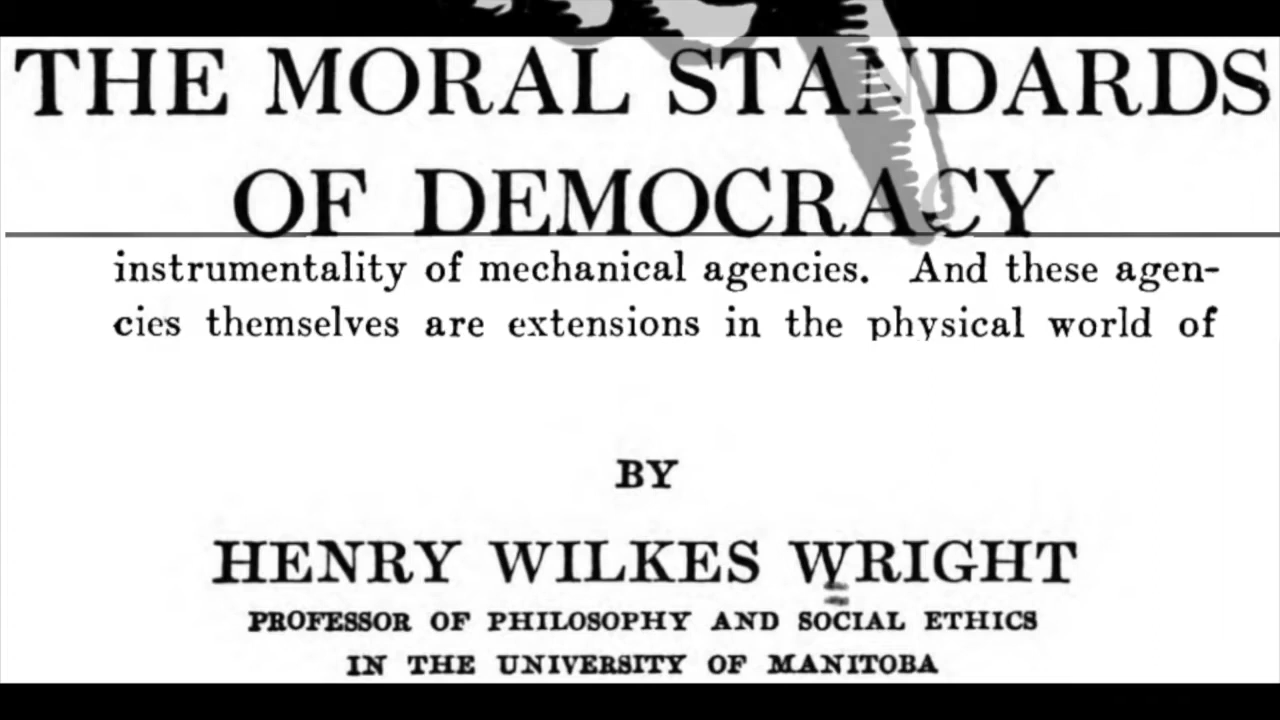 THE MORAL STANDARDS
OF DEMOCRACY
instrumentality of mechanical agencies. And these agen-
cies themselves are extensions in the physical world of
BY
HENRY WILKES WRIGHT
PROFESSOR OF PHILOSOPHY AND SOCIAL ETHICS
IN THE UNIVERSITY OF MANITOBA